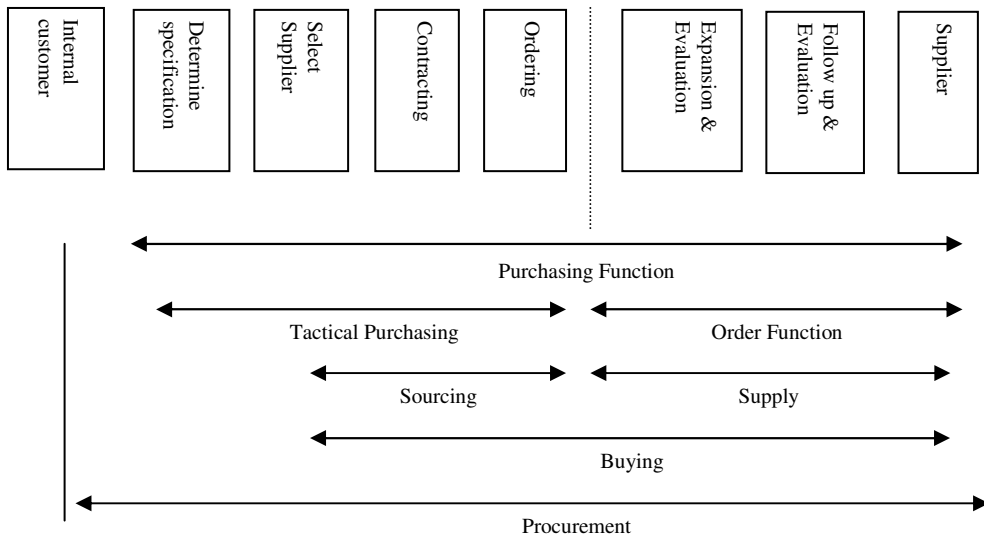 Internal
customer
Determine
specification
Select
Supplier
Contracting
Ordering
Expansion &
Evaluation
Follow up &
Evaluation
Supplier
Purchasing Function
Tactical Purchasing
Order Function
Sourcing
Supply
Buying
Procurement